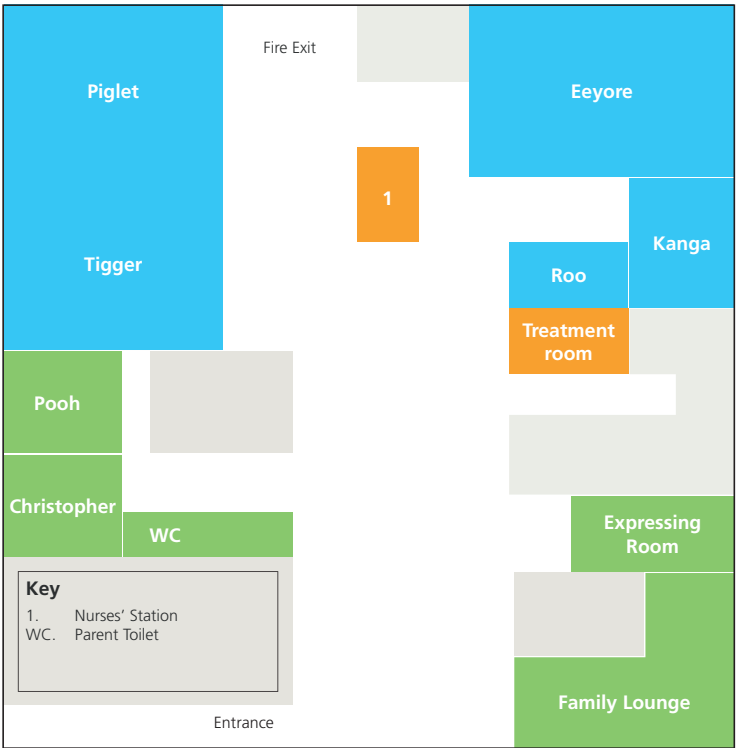 Fire Exit
Piglet
Eeyore
1
Kanga
Tigger
Roo
Treatment
room
Pooh
Christopher
WC
Expressing
Room
Key
1. Nurses’ Station
WC. Parent Toilet
Family Lounge
Entrance